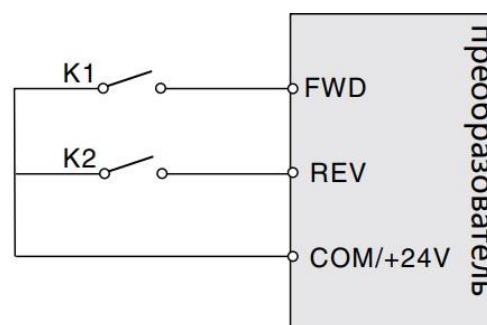 K1
FWD
K2
REV
COM/+24V
Преобразователь